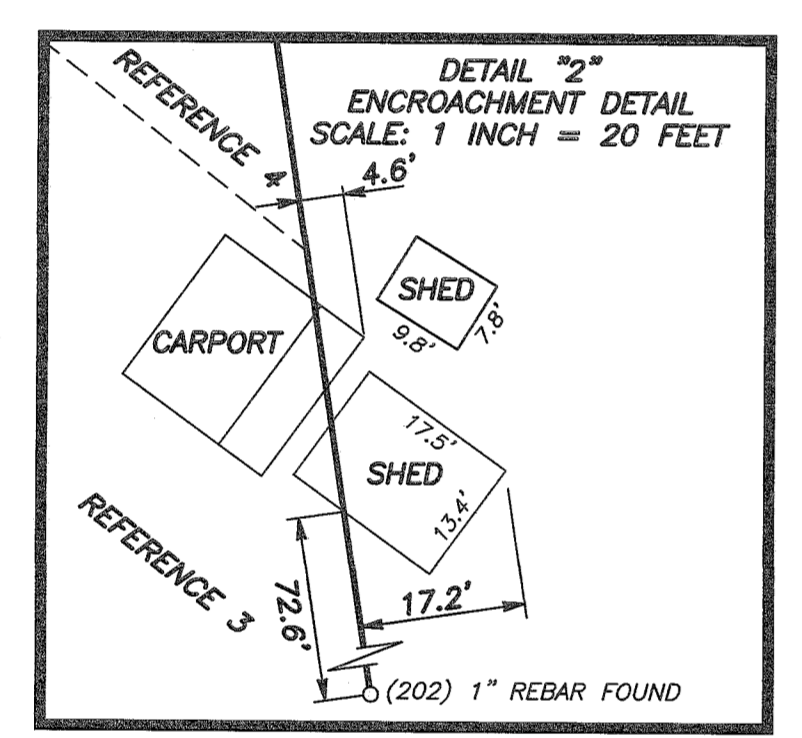 DETAIL "2"
ENCROACHMENT DETAIL
SCALE: 1 INCH = 20 FEET
REFERENCE 4
4.6'
SHED
9.8'
7.8'
CARPORT
17.5'
SHED
13.4'
REFERENCE 3
72.6'
17.2'
(202) 1" REBAR FOUND